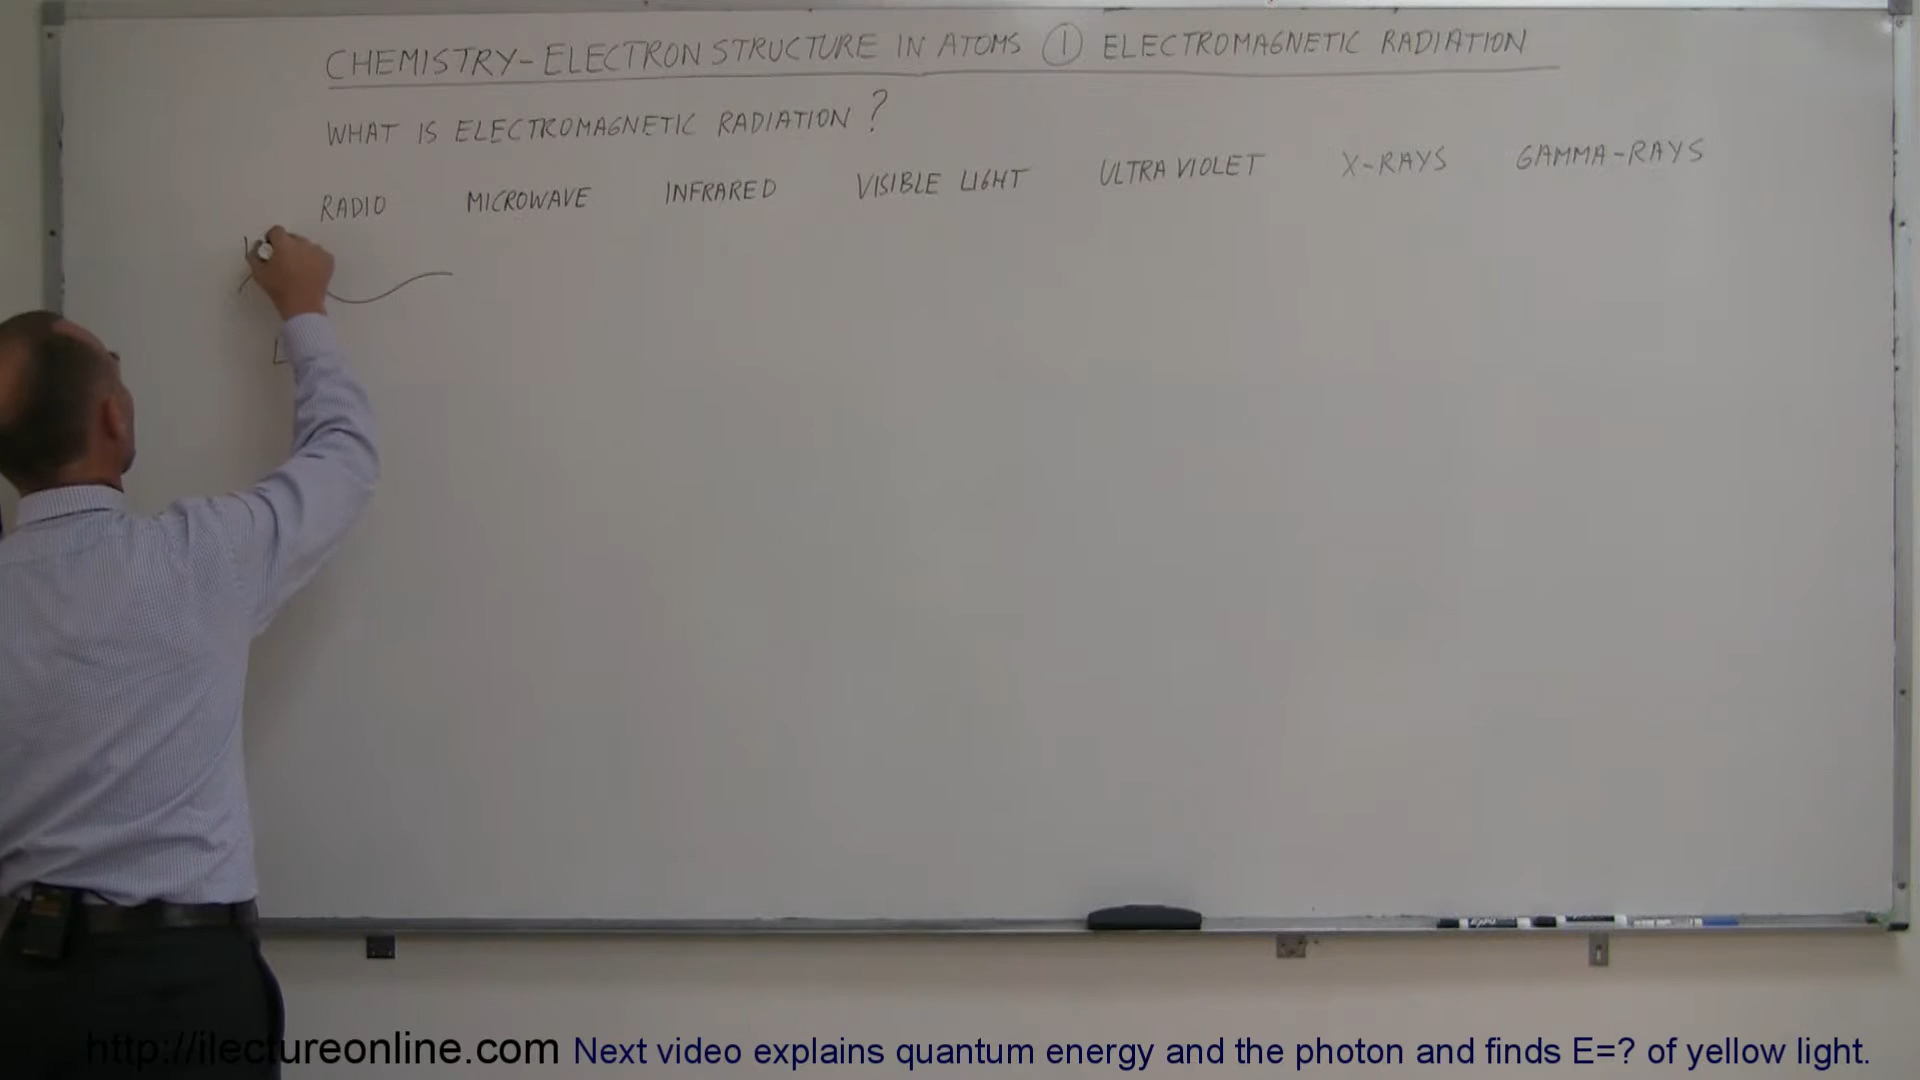 CHEMISTRY-ELECTRON STRUCTURE IN ATOMS ① ELECTROMAGNETIC RADIATION
WHAT IS ELECTROMAGNETIC RADIATION?
RADIO MICROWAVE INFRARED VISIBLE LIGHT ULTRA VIOLET X-RAYS GAMMA-RAYS
L
http://ilectureonline.com Next video explains quantum energy and the photon and finds E=? of yellow light.